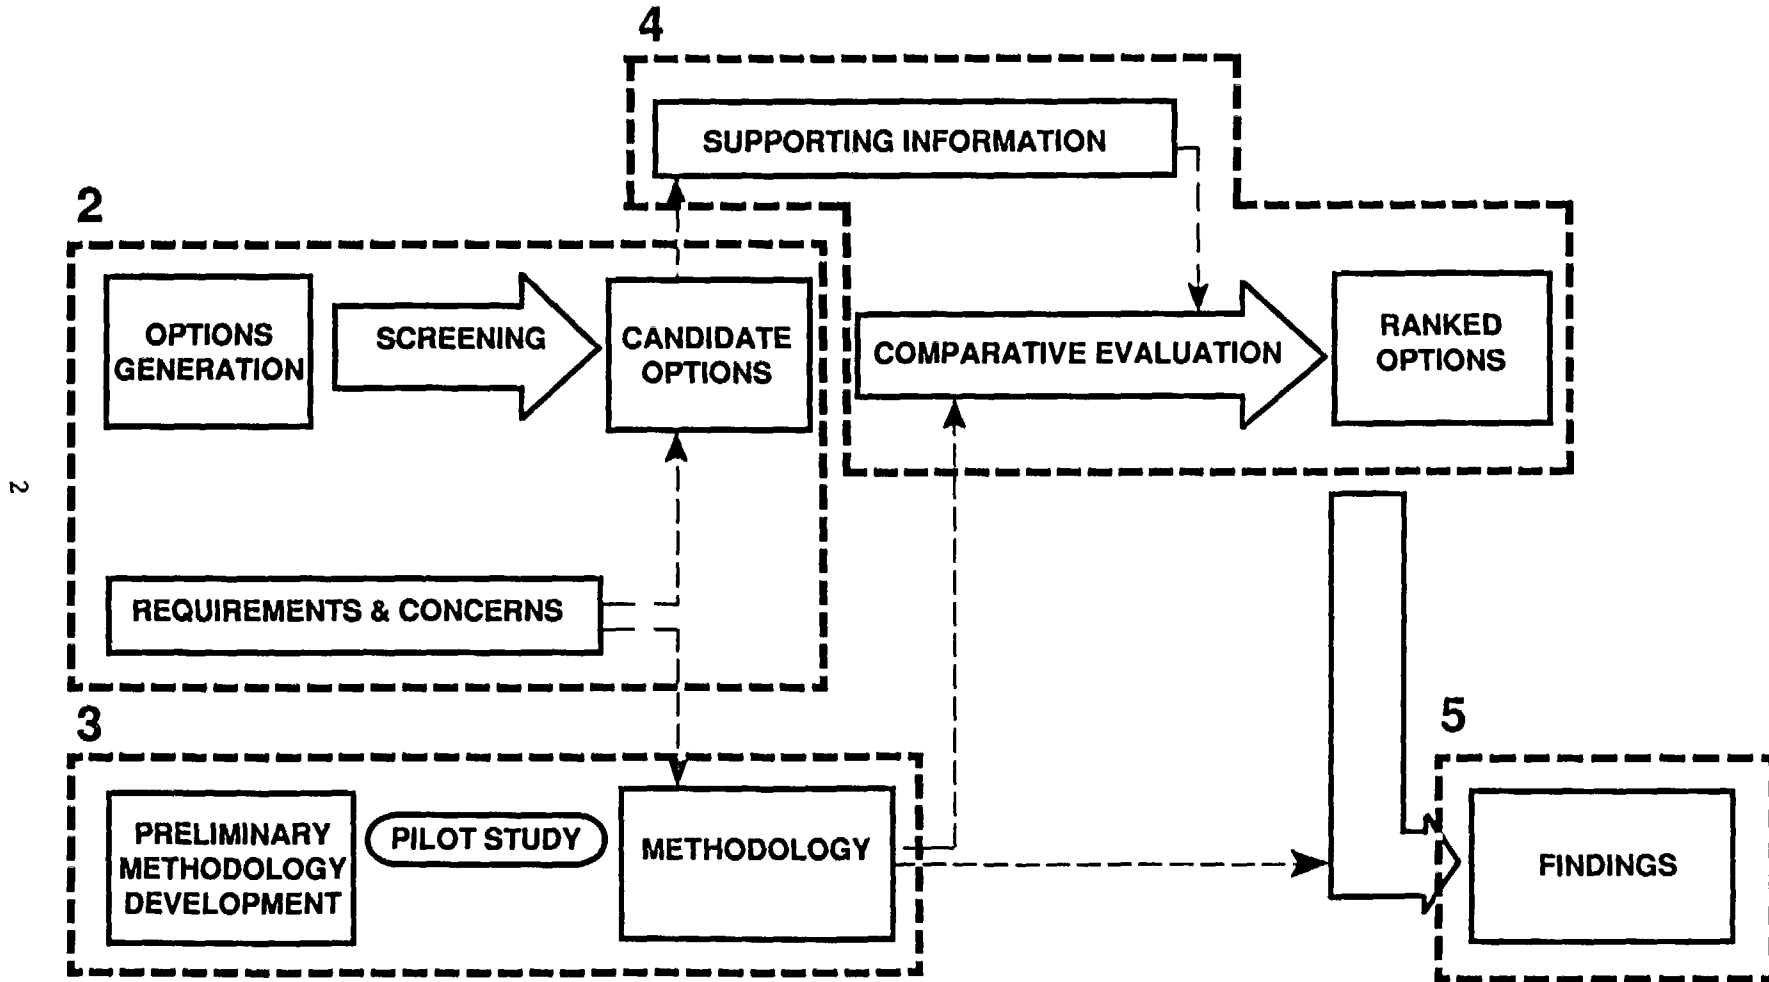 4
SUPPORTING INFORMATION
2
OPTIONS
GENERATION
SCREENING
CANDIDATE
OPTIONS
COMPARATIVE EVALUATION
RANKED
OPTIONS
2
REQUIREMENTS & CONCERNS
3
PRELIMINARY
METHODOLOGY
DEVELOPMENT
PILOT STUDY
METHODOLOGY
5
FINDINGS